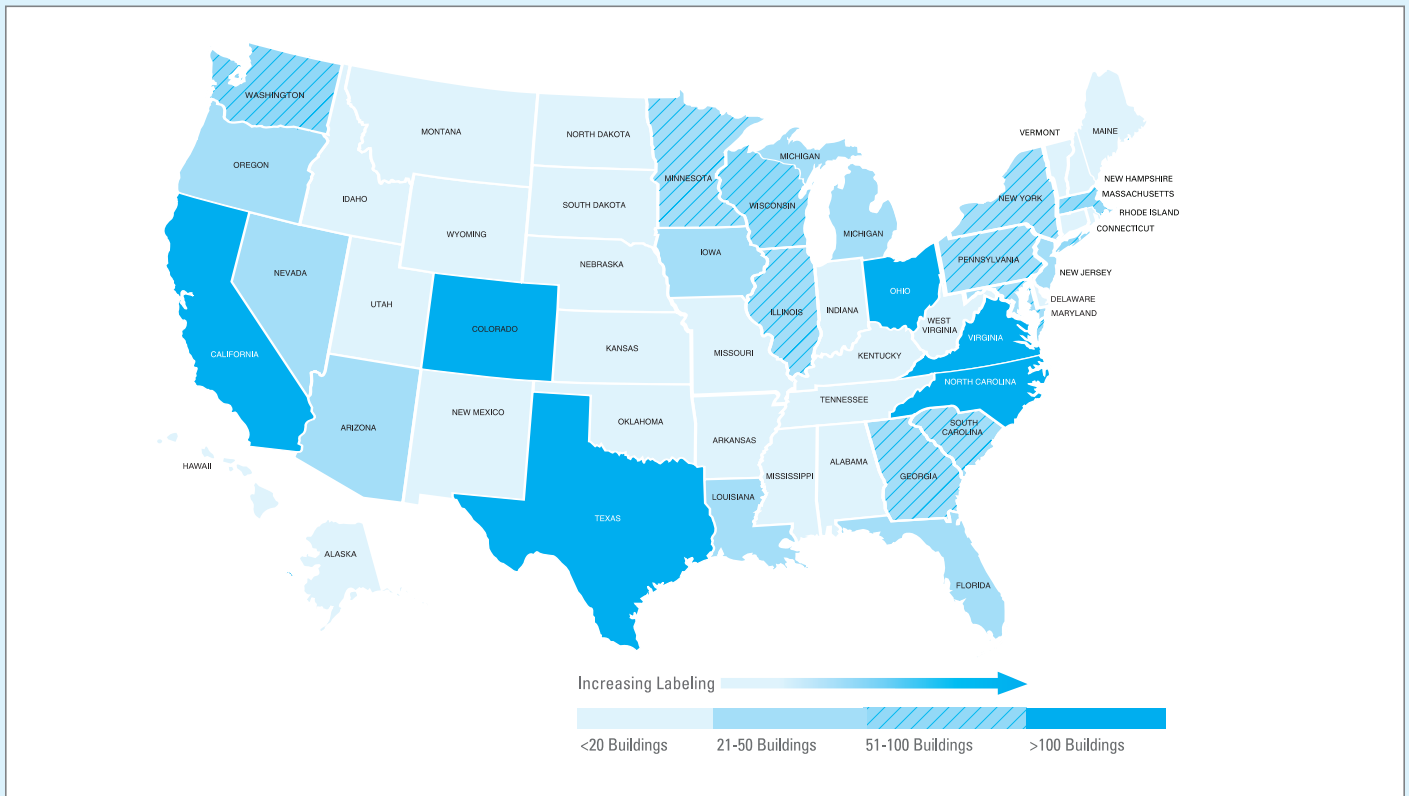 WASHINGTON
MONTANA
NORTH DAKOTA
VERMONT
MAINE
OREGON
MICHIGAN
MINNESOTA
NEW HAMPSHIRE
MASSACHUSETTS
IDAHO
SOUTH DAKOTA
WISCONSIN
NEW YORK
RHODE ISLAND
CONNECTICUT
WYOMING
MICHIGAN
IOWA
NEBRASKA
PENNSYLVANIA
NEVADA
NEW JERSEY
UTAH
OHIO
DELAWARE
ILLINOIS
INDIANA
MARYLAND
WEST
VIRGINIA
COLORADO
VIRGINIA
CALIFORNIA
KANSAS
MISSOURI
KENTUCKY
NORTH CAROLINA
TENNESSEE
NEW MEXICO
OKLAHOMA
SOUTH
CAROLINA
ARIZONA
ARKANSAS
HAWAII
ALABAMA
MISSISSIPPI
GEORGIA
LOUISIANA
TEXAS
ALASKA
FLORIDA
Increasing Labeling
<20 Buildings
21-50 Buildings
51-100 Buildings
>100 Buildings